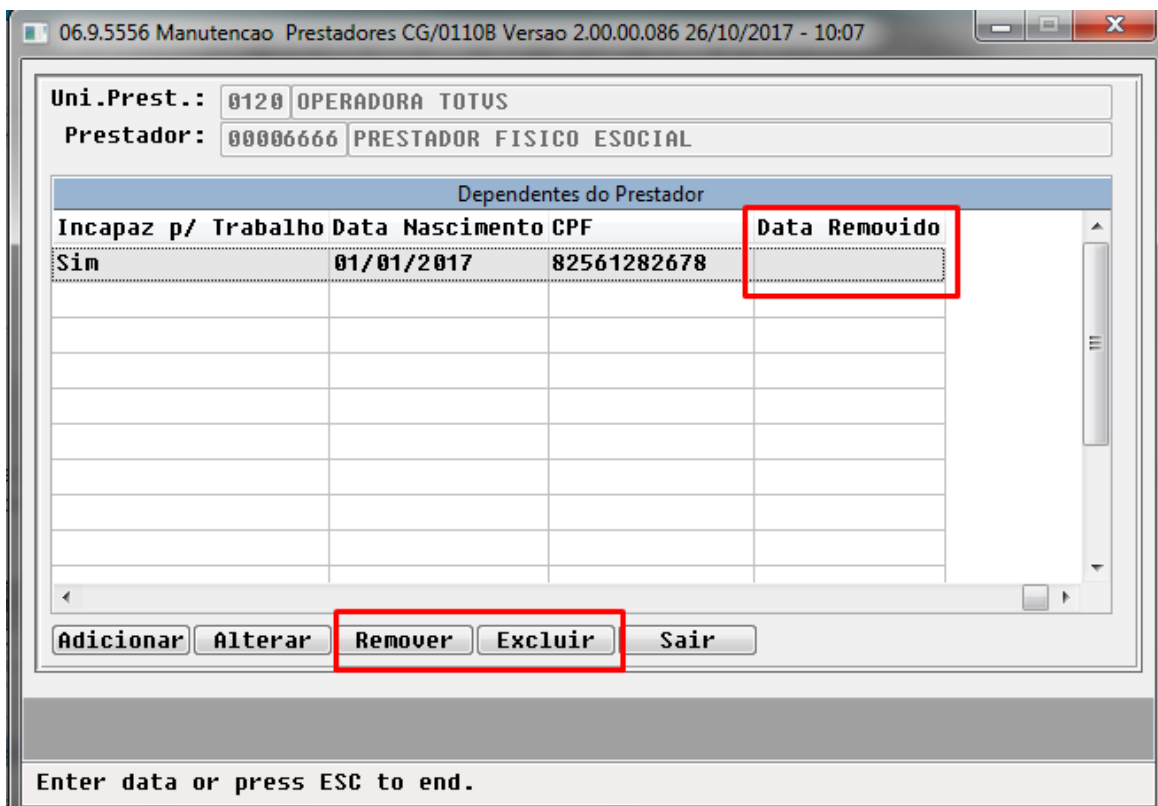 06.9.5556 Manutencao Prestadores CG/0110B Versao 2.00.00.086 26/10/2017 - 10:07
Uni.Prest.: 0120 OPERADORA TOTVS
Prestador: 00006666 PRESTADOR FISICO ESOCIAL
Dependentes do Prestador
Incapaz p/ Trabalho Data Nascimento CPF Data Removido
Sim 01/01/2017 82561282678
Adicionar Alterar Remover Excluir Sair
Enter data or press ESC to end.